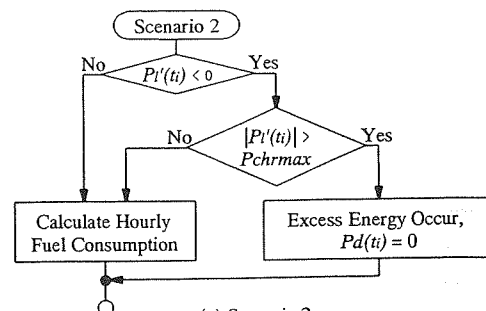 Scenario 2
No
Yes
Pl'(ti) < 0
No
|Pl'(ti)| >
Pchrmax
Yes
Calculate Hourly
Fuel Consumption
Excess Energy Occur,
Pd(ti) = 0